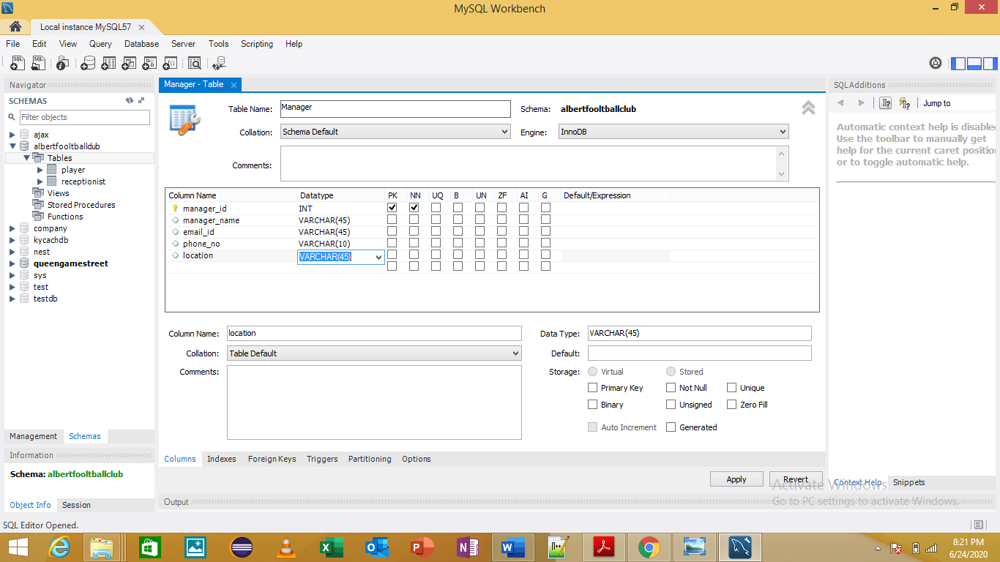 MySQL Workbench
Local instance MySQL57
File Edit View Query Database Server Tools Scripting Help
Navigator
SCHEMAS
Filter objects
ajax
albertfooltballdub
Tables
player
receptionist
Views
Stored Procedures
Functions
company
kycachdb
nest
queengamestreet
sys
test
testdb
Management Schemas
Information
Schema: albertfooltballclub
Object Info Session
Manager - Table
Table Name: Manager Schema: albertfooltballclub
Collation: Schema Default Engine: InnoDB
Comments:
Column Name Datatype PK NN UQ B UN ZF AI G Default/Expression
manager_id INT
manager_name VARCHAR(45)
email_id VARCHAR(45)
phone_no VARCHAR(10)
location VARCHAR(45)
Column Name: location Data Type: VARCHAR(45)
Collation: Table Default Default:
Comments: Storage: Virtual Stored
Primary Key Not Null Unique
Binary Unsigned Zero Fill
Auto Increment Generated
Columns Indexes Foreign Keys Triggers Partitioning Options
Apply Revert
Output
SQLAdditions
Jump to
Automatic context help is disable
Use the toolbar to manually get
help for the current caret position
or to toggle automatic help.
Context Help Snippets
Activate Windows
Go to PC settings to activate Windows.
SQL Editor Opened.
8:21 PM
6/24/2020